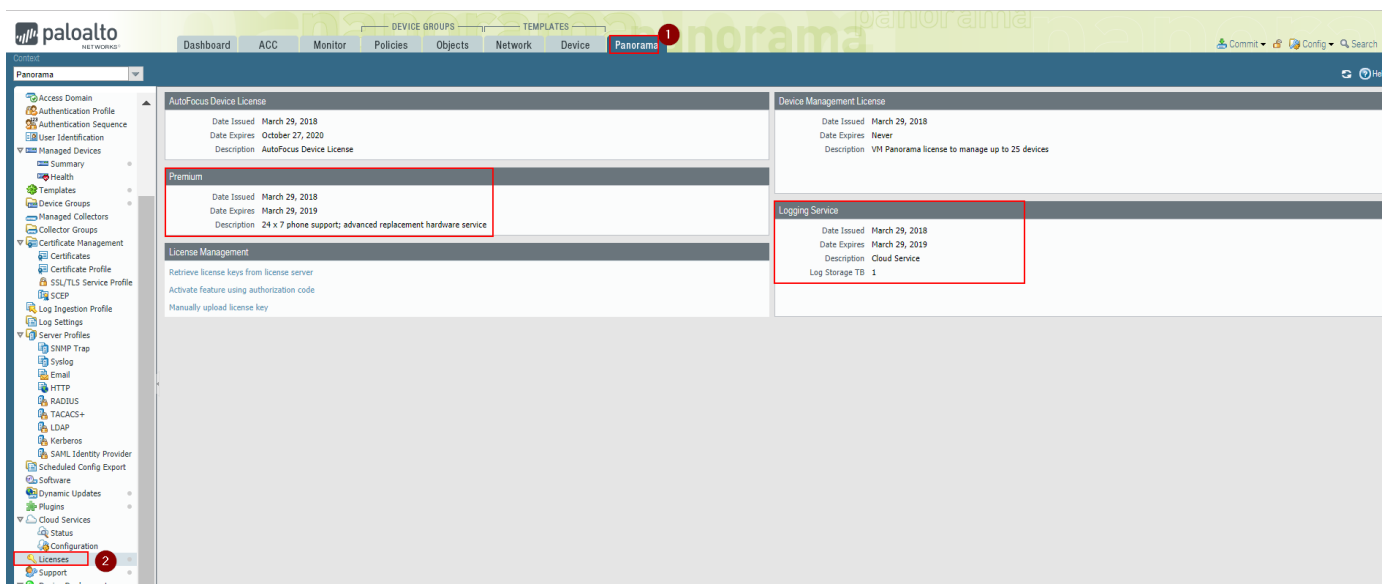 panorama
paloalto
NETWORKS
DEVICE GROUPS
TEMPLATES
Dashboard
ACC
Monitor
Policies
Objects
Network
Device
Panorama
1
Commit
Config
Search
Context
Panorama
Access Domain
Authentication Profile
Authentication Sequence
User Identification
Managed Devices
Summary
Health
Templates
Device Groups
Managed Collectors
Collector Groups
Certificate Management
Certificates
Certificate Profile
SSL/TLS Service Profile
SCEP
Log Ingestion Profile
Log Settings
Server Profiles
SNMP Trap
Syslog
Email
HTTP
RADIUS
TACACS+
LDAP
Kerberos
SAML Identity Provider
Scheduled Config Export
Software
Dynamic Updates
Plugins
Cloud Services
Status
Configuration
Licenses
2
Support
AutoFocus Device License
Date Issued March 29, 2018
Date Expires October 27, 2020
Description AutoFocus Device License
Premium
Date Issued March 29, 2018
Date Expires March 29, 2019
Description 24 x 7 phone support; advanced replacement hardware service
License Management
Retrieve license keys from license server
Activate feature using authorization code
Manually upload license key
Device Management License
Date Issued March 29, 2018
Date Expires Never
Description VM Panorama license to manage up to 25 devices
Logging Service
Date Issued March 29, 2018
Date Expires March 29, 2019
Description Cloud Service
Log Storage TB 1